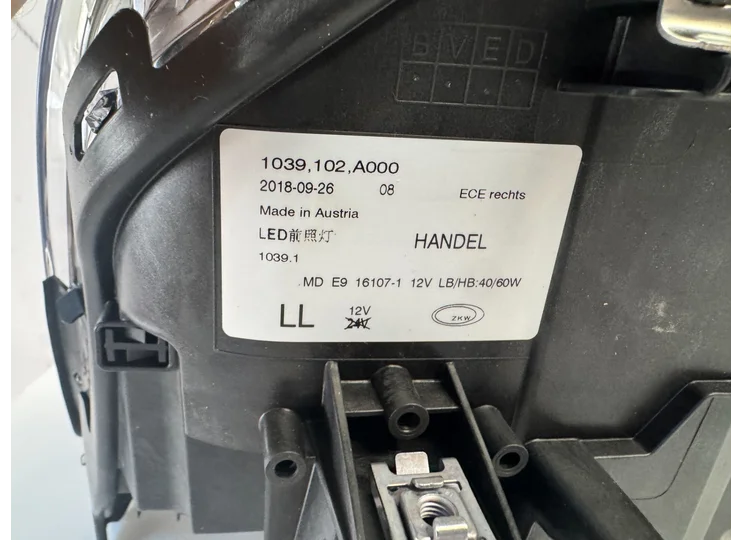 B V E D
1039,102,A000
2018-09-26 08 ECE rechts
Made in Austria
LED前照灯 HANDEL
1039.1
MD E9 16107-1 12V LB/HB:40/60W
LL 12V
24V
ZKW